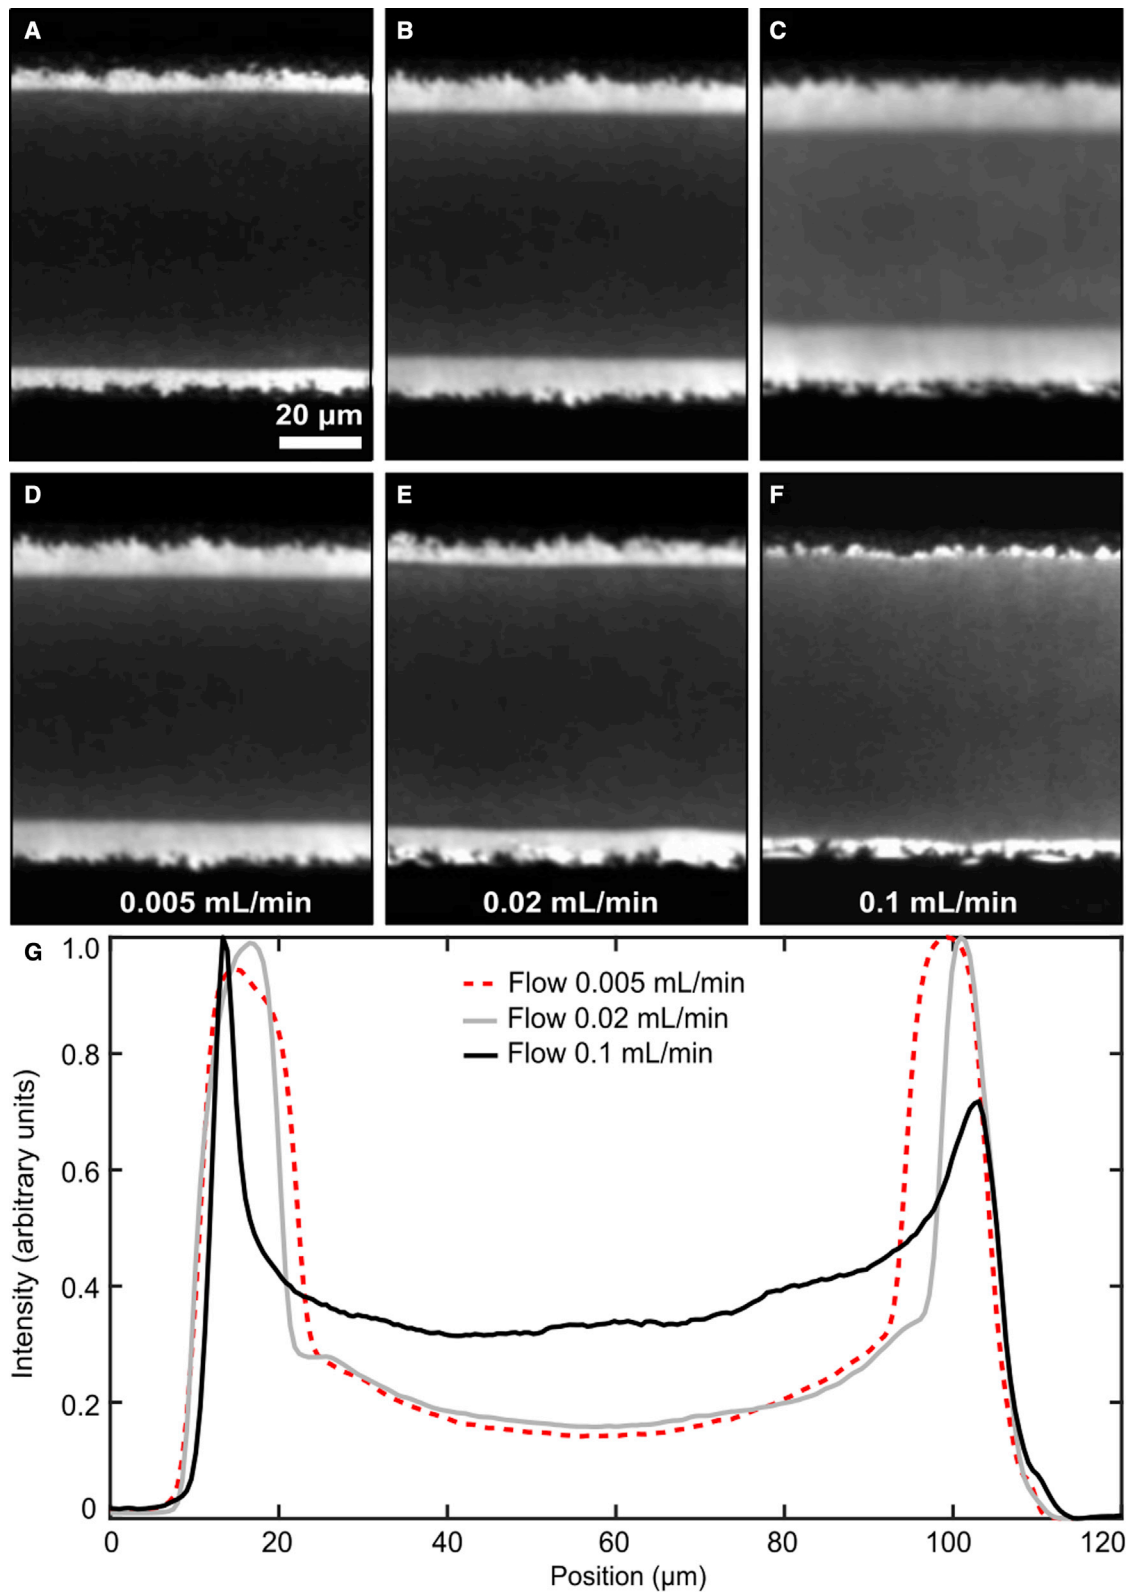 A
B
C
20 µm
D
E
F
0.005 mL/min
0.02 mL/min
0.1 mL/min
G
1.0
0.8
0.6
0.4
0.2
0
Intensity (arbitrary units)
Flow 0.005 mL/min
Flow 0.02 mL/min
Flow 0.1 mL/min
0
20
40
60
80
100
120
Position (µm)